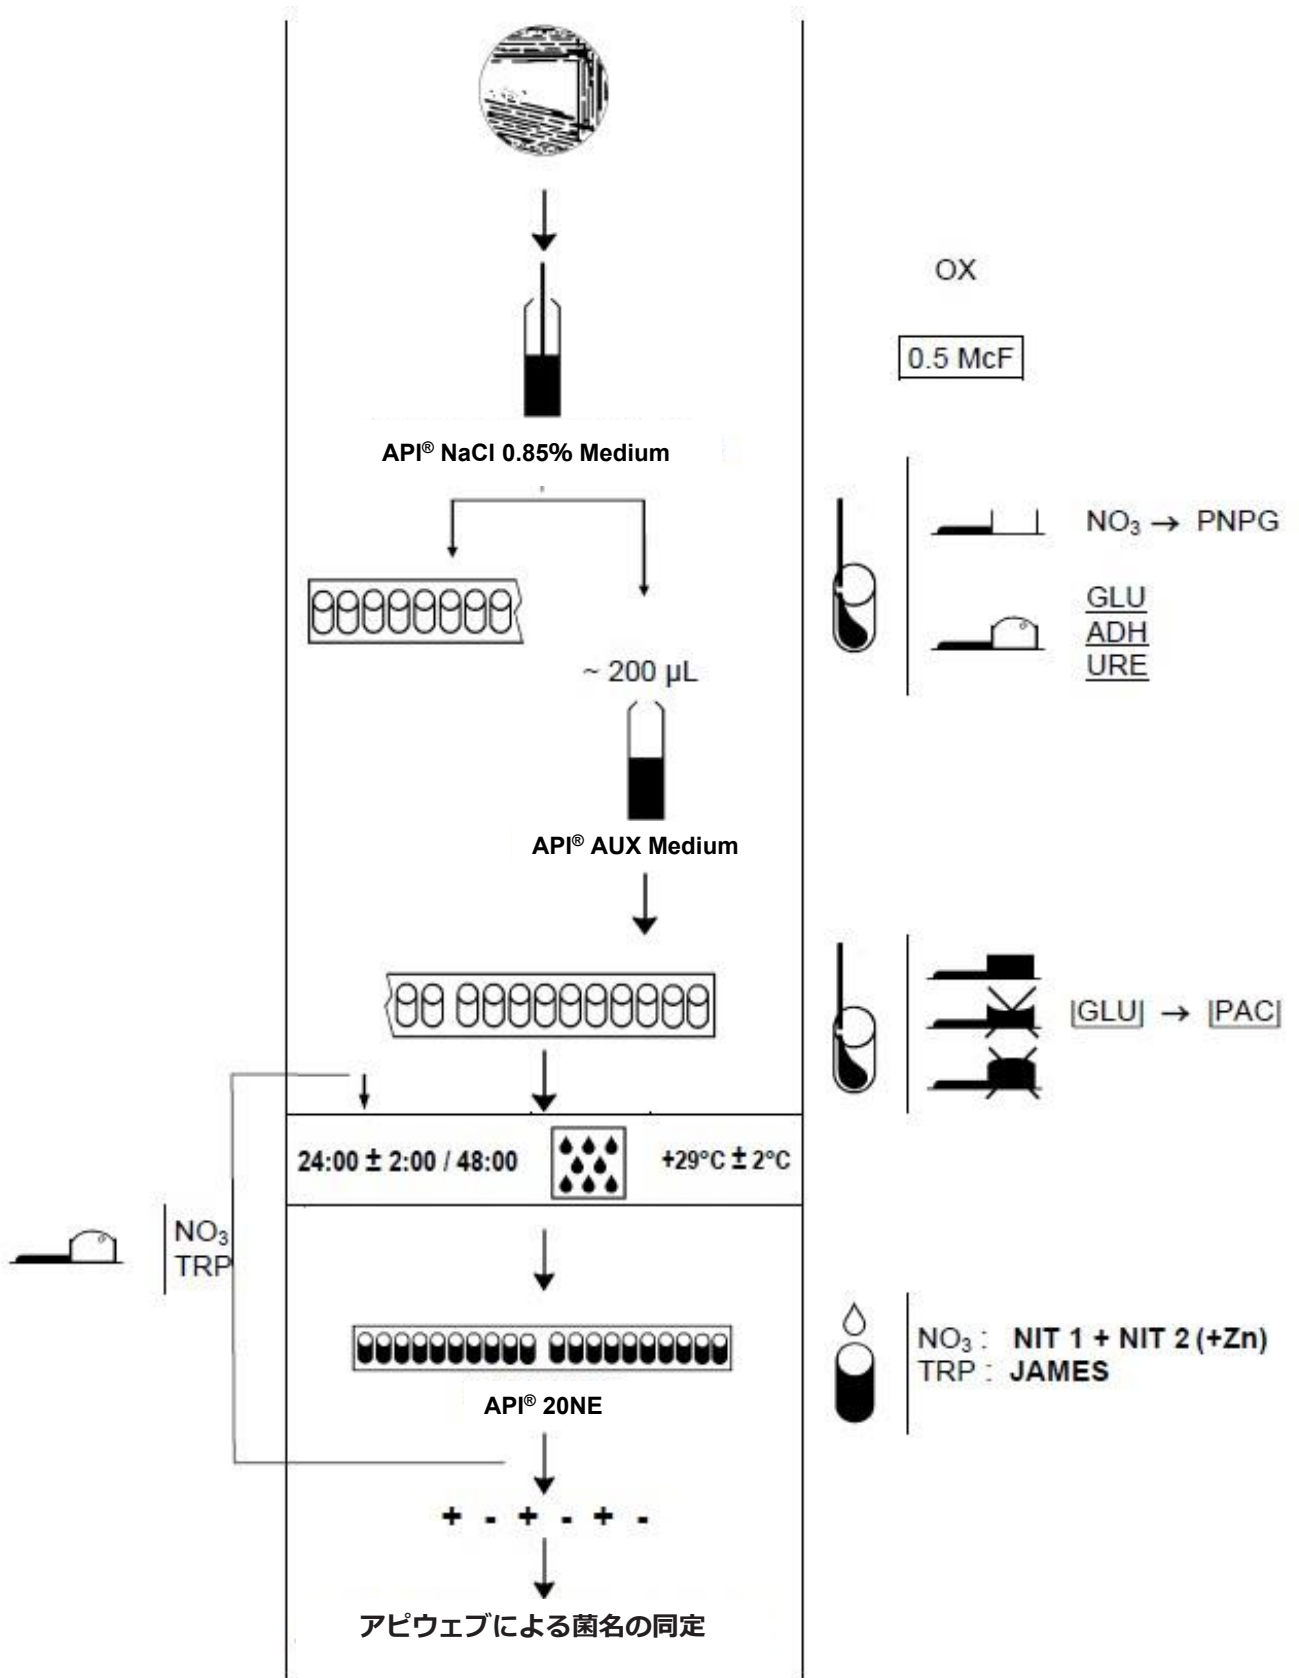 OX
0.5 McF
API® NaCl 0.85% Medium
NO₃ → PNPG
GLU
ADH
URE
~ 200 µL
API® AUX Medium
|GLU| → |PAC|
24:00 ± 2:00 / 48:00
+29°C ± 2°C
NO₃
TRP
NO₃ : NIT 1 + NIT 2 (+Zn)
TRP : JAMES
API® 20NE
+ - + - + -
アピウェブによる菌名の同定